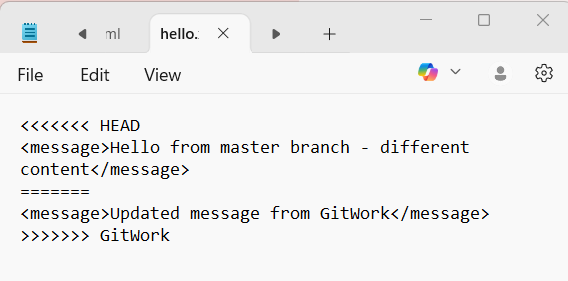 ml
hello.
File Edit View
<<<<<<< HEAD
<message>Hello from master branch - different
content</message>
=======
<message>Updated message from GitWork</message>
>>>>>>> GitWork